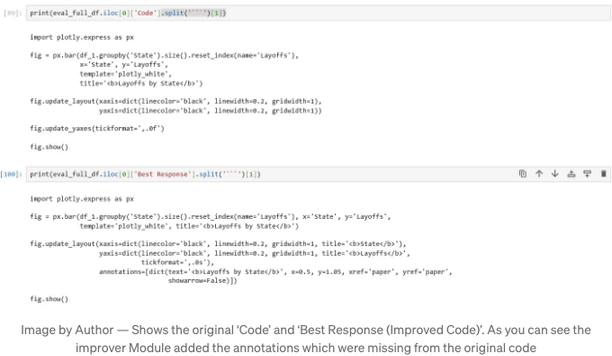 [99]: print(eval_full_df.iloc[0]['Code'].split('```')[1])
import plotly.express as px
fig = px.bar(df_1.groupby('State').size().reset_index(name='Layoffs'),
x='State', y='Layoffs',
template='plotly_white',
title='<b>Layoffs by State</b>')
fig.update_layout(xaxis=dict(linecolor='black', linewidth=0.2, gridwidth=1),
yaxis=dict(linecolor='black', linewidth=0.2, gridwidth=1))
fig.update_yaxes(tickformat=',.0f')
fig.show()
[100]: print(eval_full_df.iloc[0]['Best Response'].split('```')[1])
import plotly.express as px
fig = px.bar(df_1.groupby('State').size().reset_index(name='Layoffs'), x='State', y='Layoffs',
template='plotly_white', title='<b>Layoffs by State</b>')
fig.update_layout(xaxis=dict(linecolor='black', linewidth=0.2, gridwidth=1, title='<b>State</b>'),
yaxis=dict(linecolor='black', linewidth=0.2, gridwidth=1, title='<b>Layoffs</b>',
tickformat=',.0s'),
annotations=[dict(text='<b>Layoffs by State</b>', x=0.5, y=1.05, xref='paper', yref='paper',
showarrow=False)])
fig.show()
Image by Author — Shows the original ‘Code’ and ‘Best Response (Improved Code)’. As you can see the
improver Module added the annotations which were missing from the original code